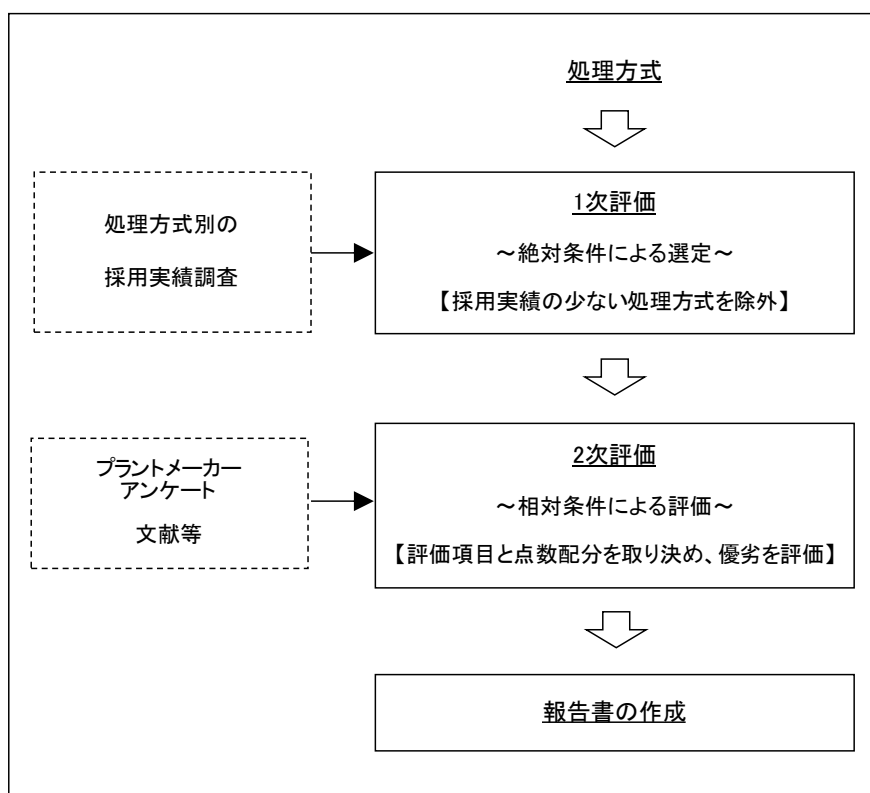 処理方式
処理方式別の
採用実績調査
1次評価
～絶対条件による選定～
【採用実績の少ない処理方式を除外】
プラントメーカー
アンケート
文献等
2次評価
～相対条件による評価～
【評価項目と点数配分を取り決め、優劣を評価】
報告書の作成